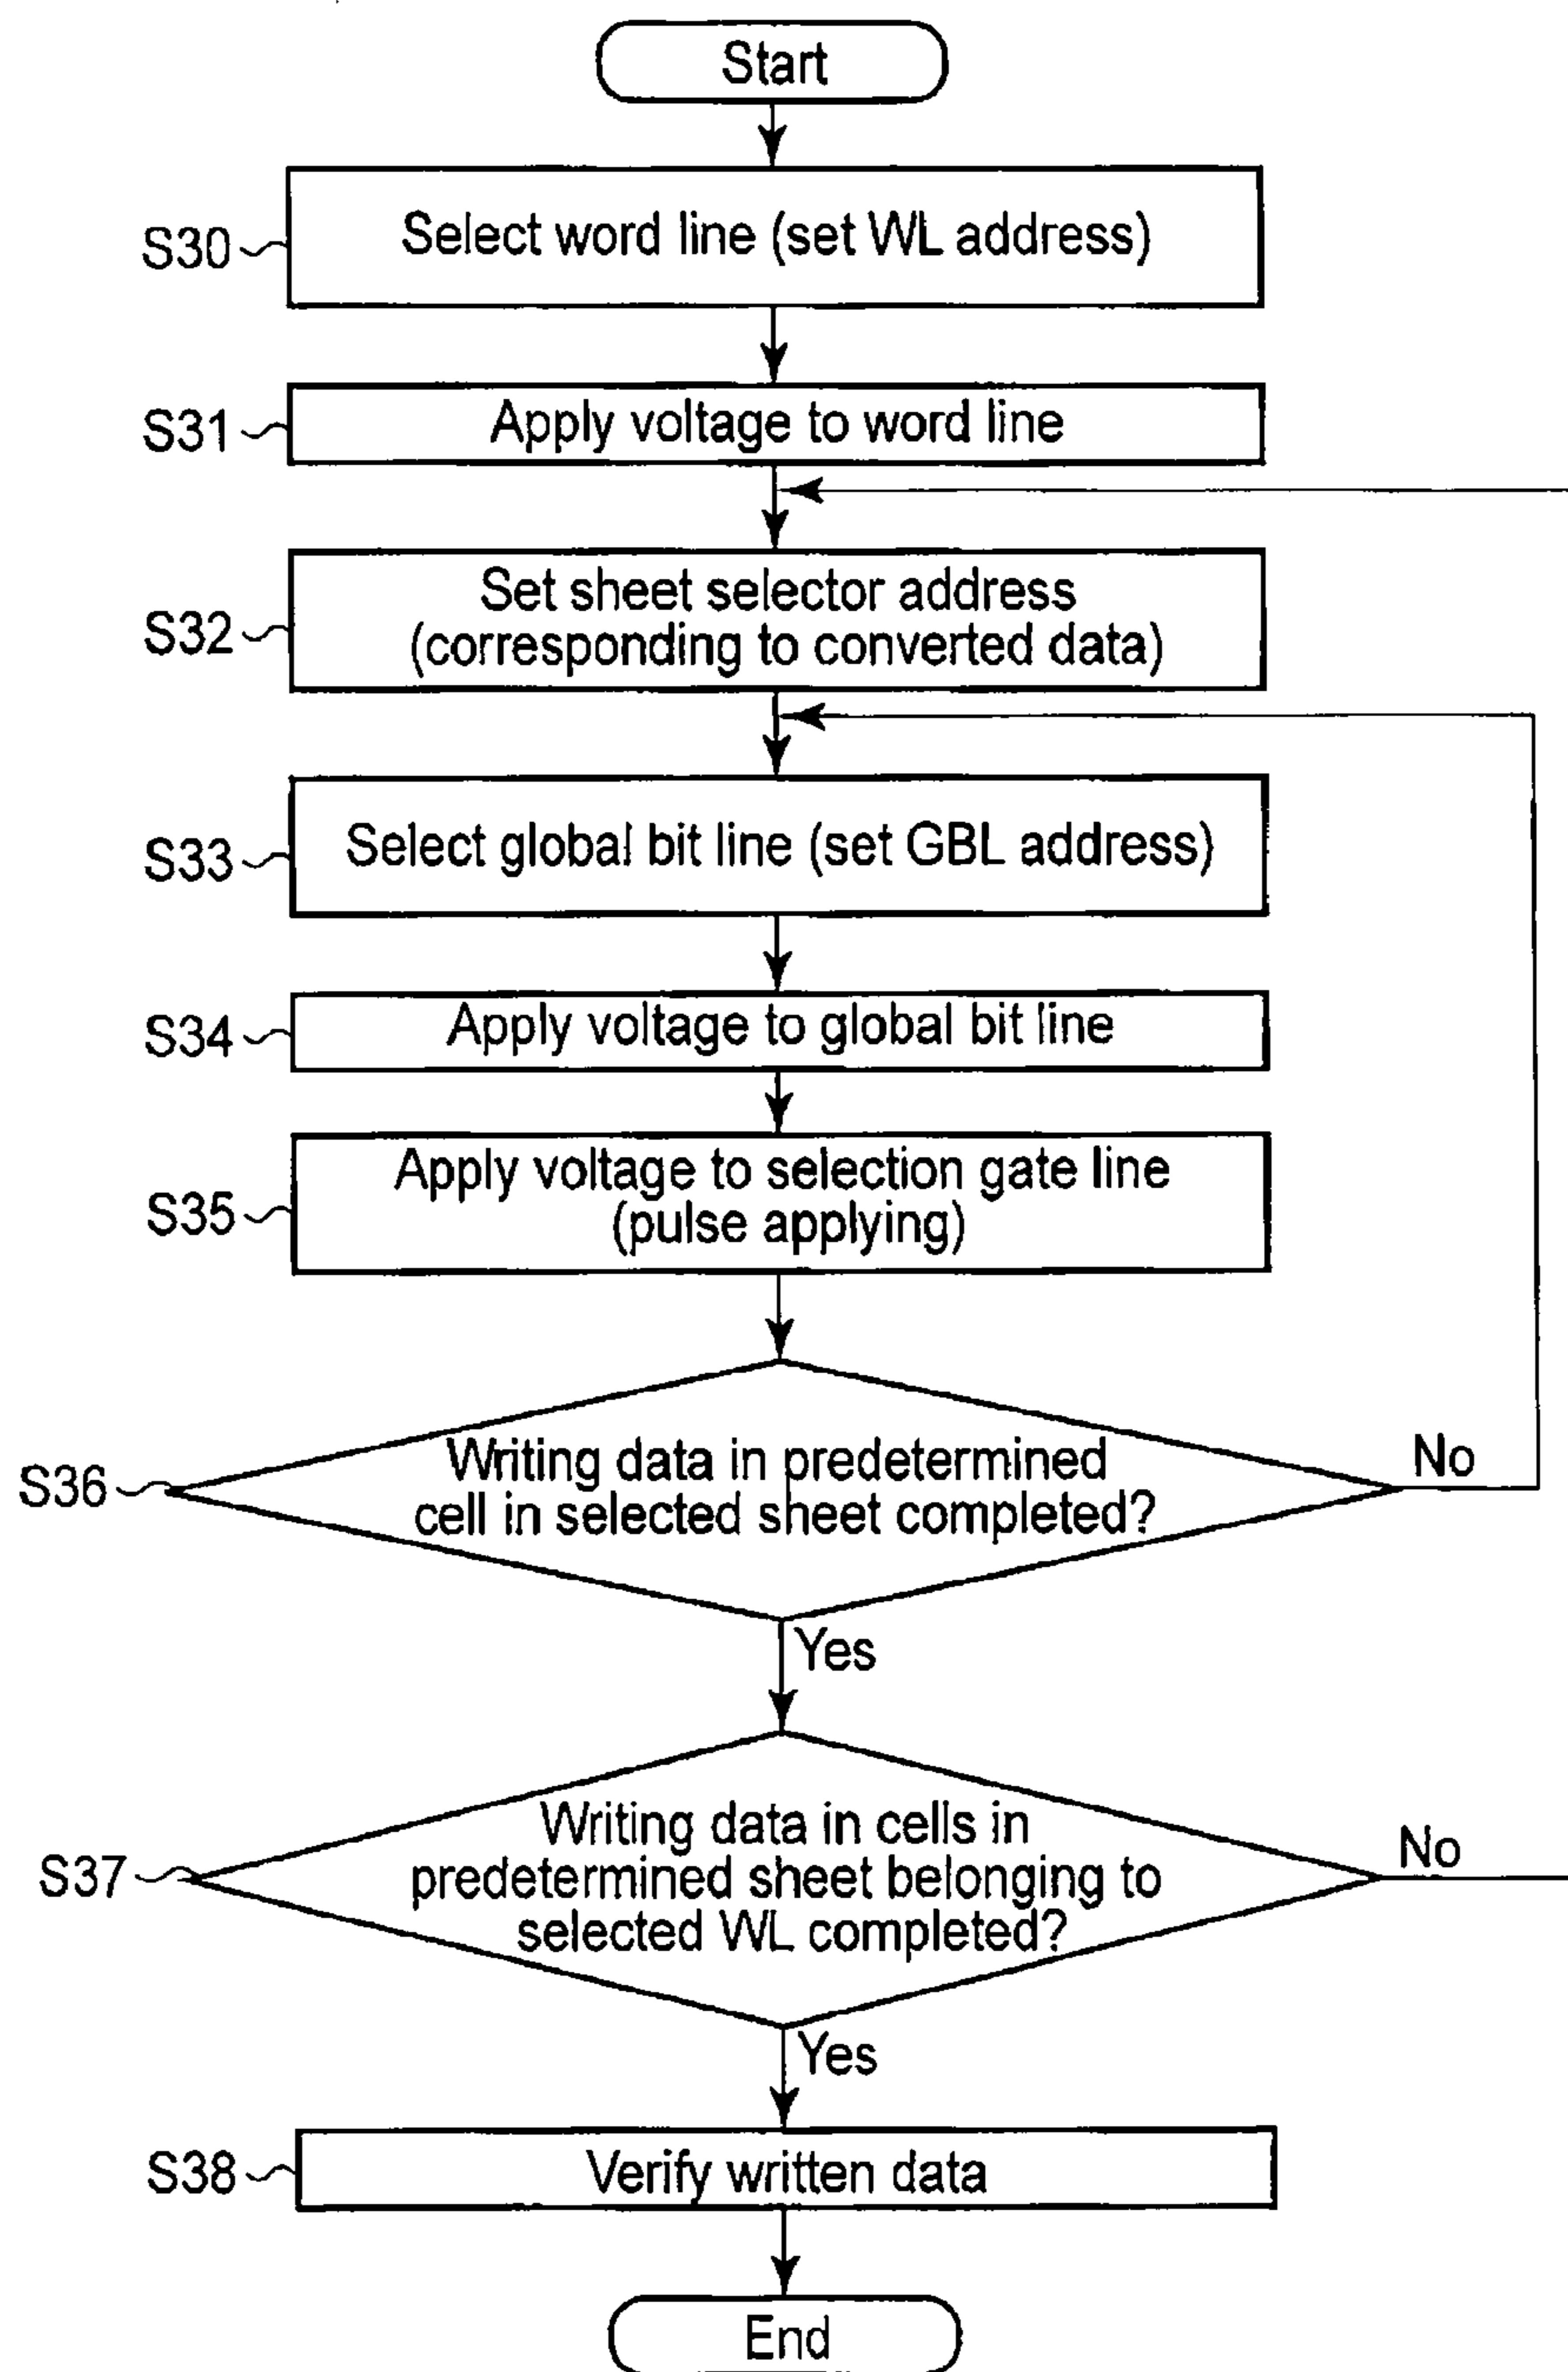 Start
S30
Select word line (set WL address)
S31
Apply voltage to word line
S32
Set sheet selector address
(corresponding to converted data)
S33
Select global bit line (set GBL address)
S34
Apply voltage to global bit line
S35
Apply voltage to selection gate line
(pulse applying)
S36
Writing data in predetermined
cell in selected sheet completed?
No
Yes
S37
Writing data in cells in
predetermined sheet belonging to
selected WL completed?
No
Yes
S38
Verify written data
End